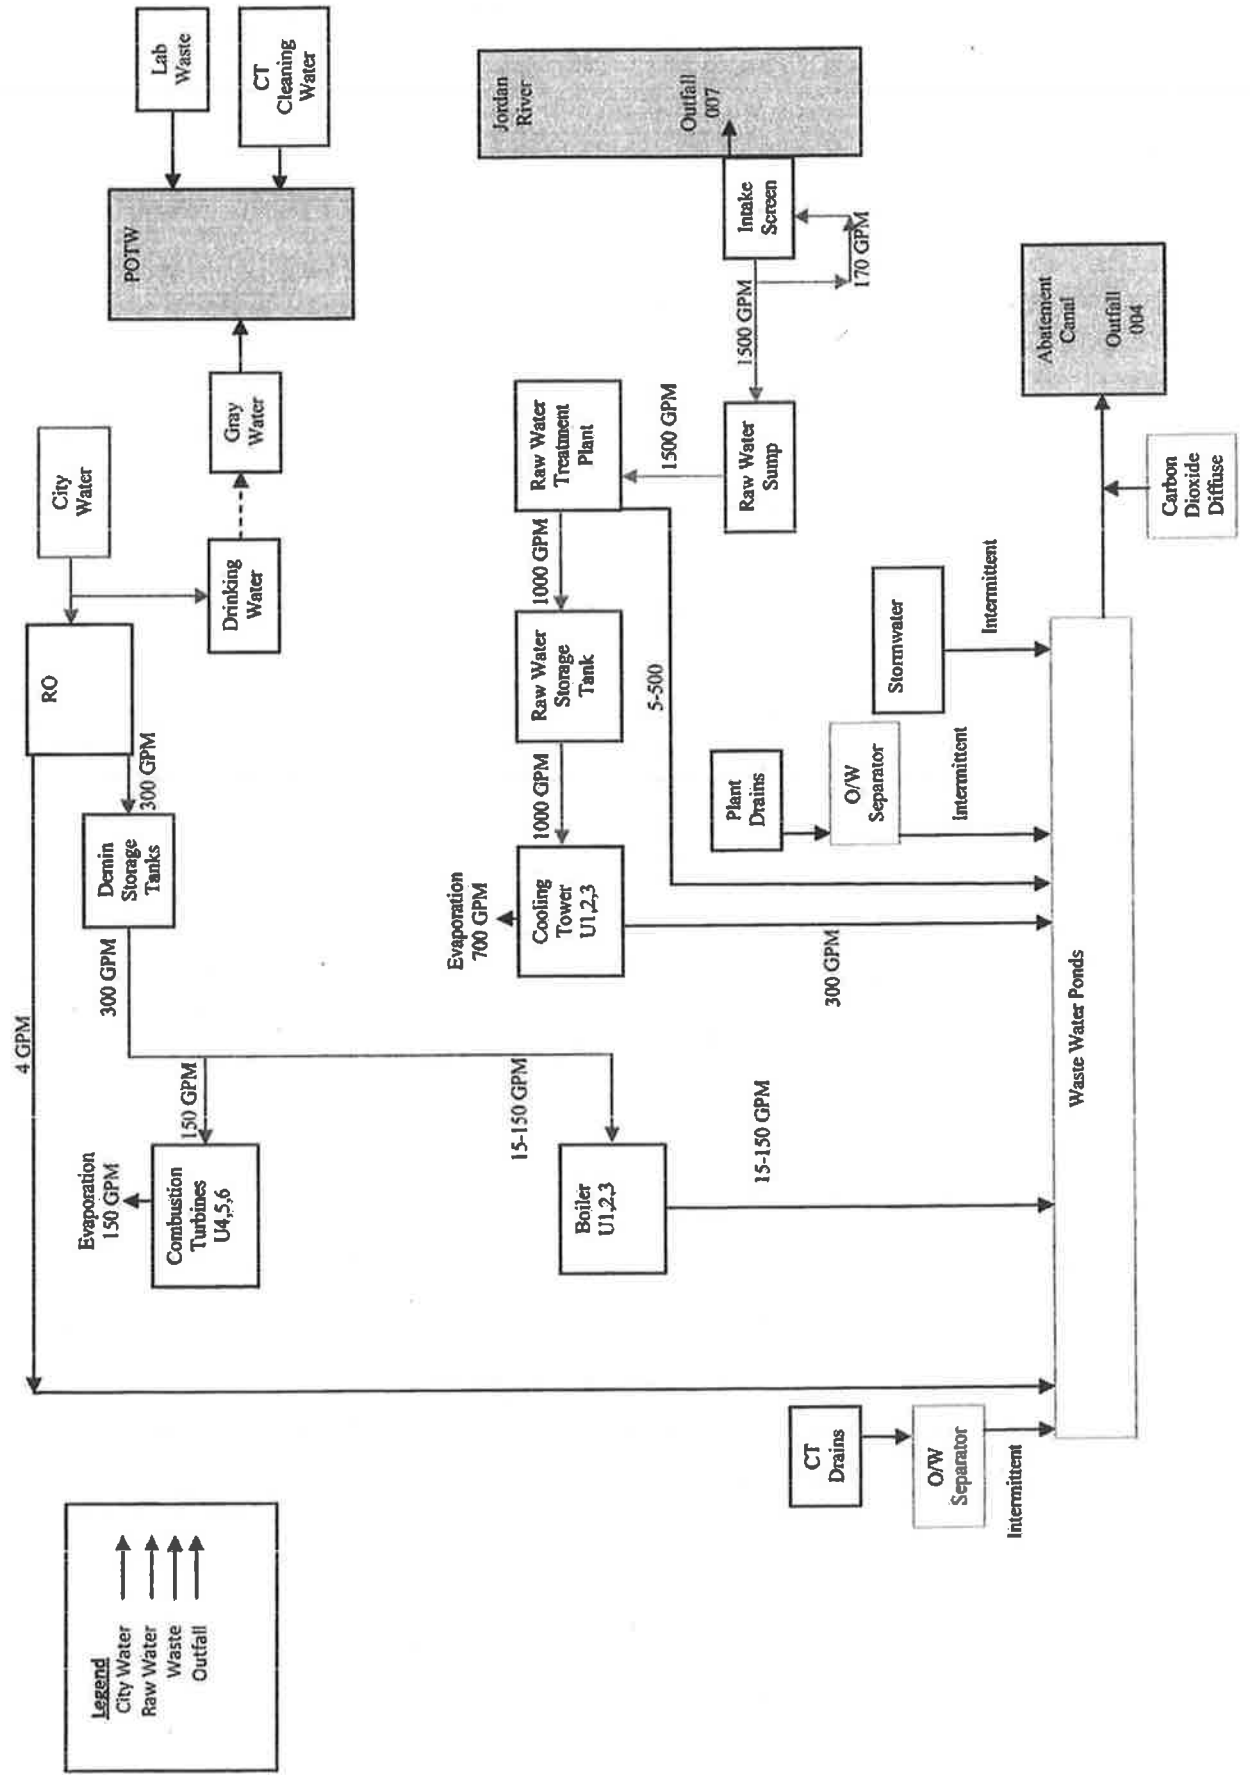 Legend
City Water
Raw Water
Waste
Outfall
4 GPM
RO
City
Water
Lab
Waste
CT
Cleaning
Water
POTW
Gray
Water
Drinking
Water
300 GPM
Demin
Storage
Tanks
300 GPM
150 GPM
Evaporation
150 GPM
Combustion
Turbines
U4,5,6
15-150 GPM
Boiler
U1,2,3
15-150 GPM
Evaporation
700 GPM
Cooling
Tower
U1,2,3
300 GPM
1000 GPM
Raw Water
Storage
Tank
1000 GPM
Raw Water
Treatment
Plant
5-500
1500 GPM
Raw Water
Sump
1500 GPM
170 GPM
Intake
Screen
Jordan
River
Outfall
007
CT
Drains
O/W
Separator
Intermittent
Plant
Drains
O/W
Separator
Intermittent
Stormwater
Intermittent
Waste Water Ponds
Carbon
Dioxide
Diffuse
Abatement
Canal
Outfall
004